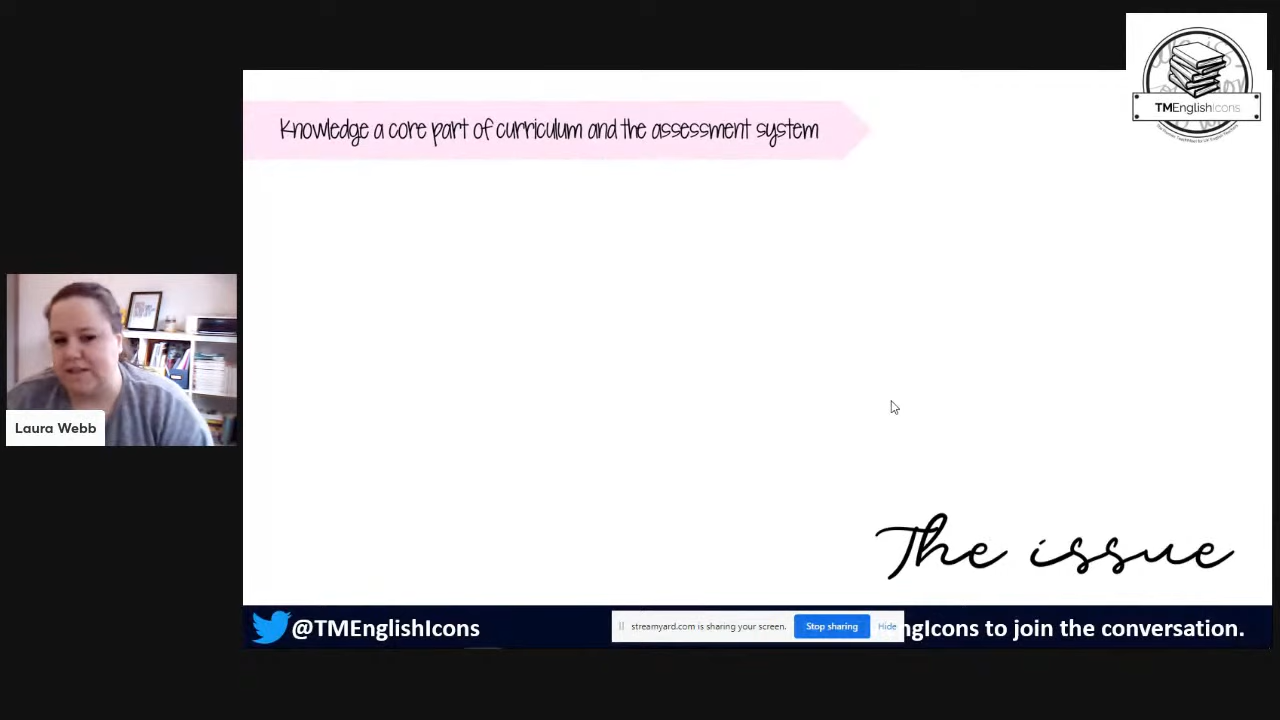 TMEnglishIcons
Knowledge a core part of curriculum and the assessment system
Laura Webb
The issue
@TMEnglishIcons
streamyard.com is sharing your screen.
Stop sharing
Hide
ngIcons to join the conversation.